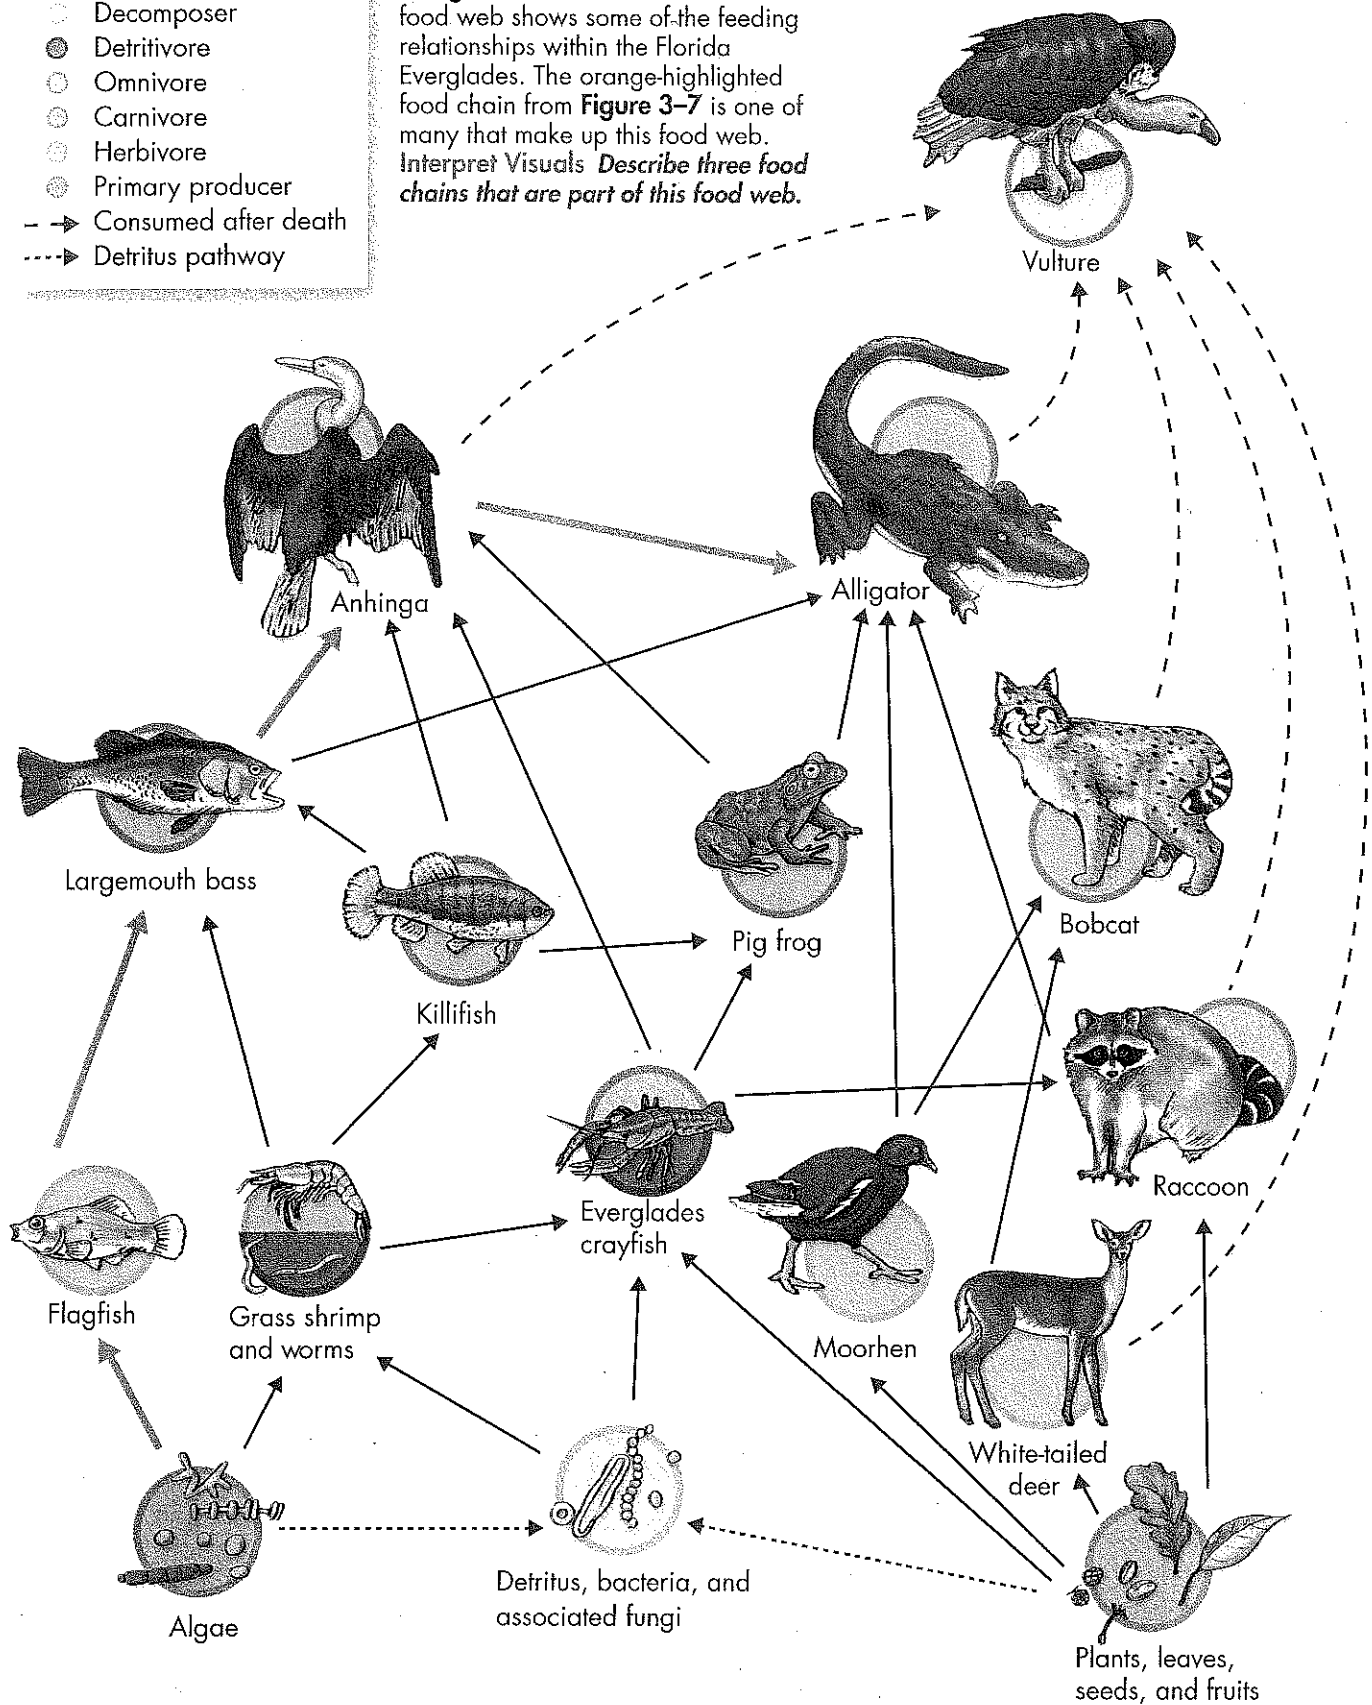 Decomposer
Detritivore
Omnivore
Carnivore
Herbivore
Primary producer
Consumed after death
Detritus pathway
food web shows some of the feeding
relationships within the Florida
Everglades. The orange-highlighted
food chain from Figure 3–7 is one of
many that make up this food web.
Interpret Visuals Describe three food
chains that are part of this food web.
Vulture
Anhinga
Alligator
Largemouth bass
Killifish
Pig frog
Bobcat
Raccoon
Flagfish
Grass shrimp
and worms
Everglades
crayfish
Moorhen
White-tailed
deer
Algae
Detritus, bacteria, and
associated fungi
Plants, leaves,
seeds, and fruits